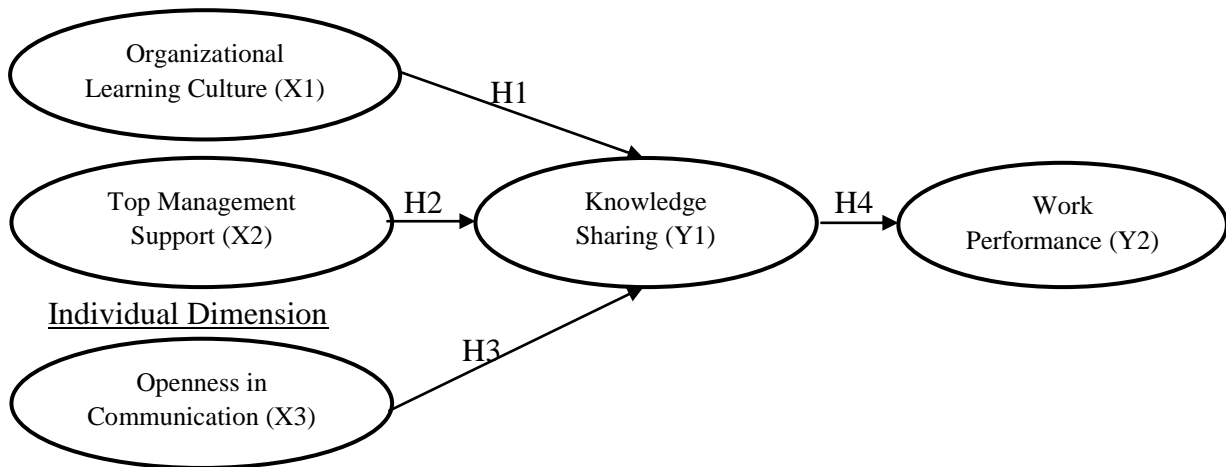 Organizational
Learning Culture (X1)
H1
Top Management
Support (X2)
H2
Knowledge
Sharing (Y1)
H4
Work
Performance (Y2)
Individual Dimension
H3
Openness in
Communication (X3)